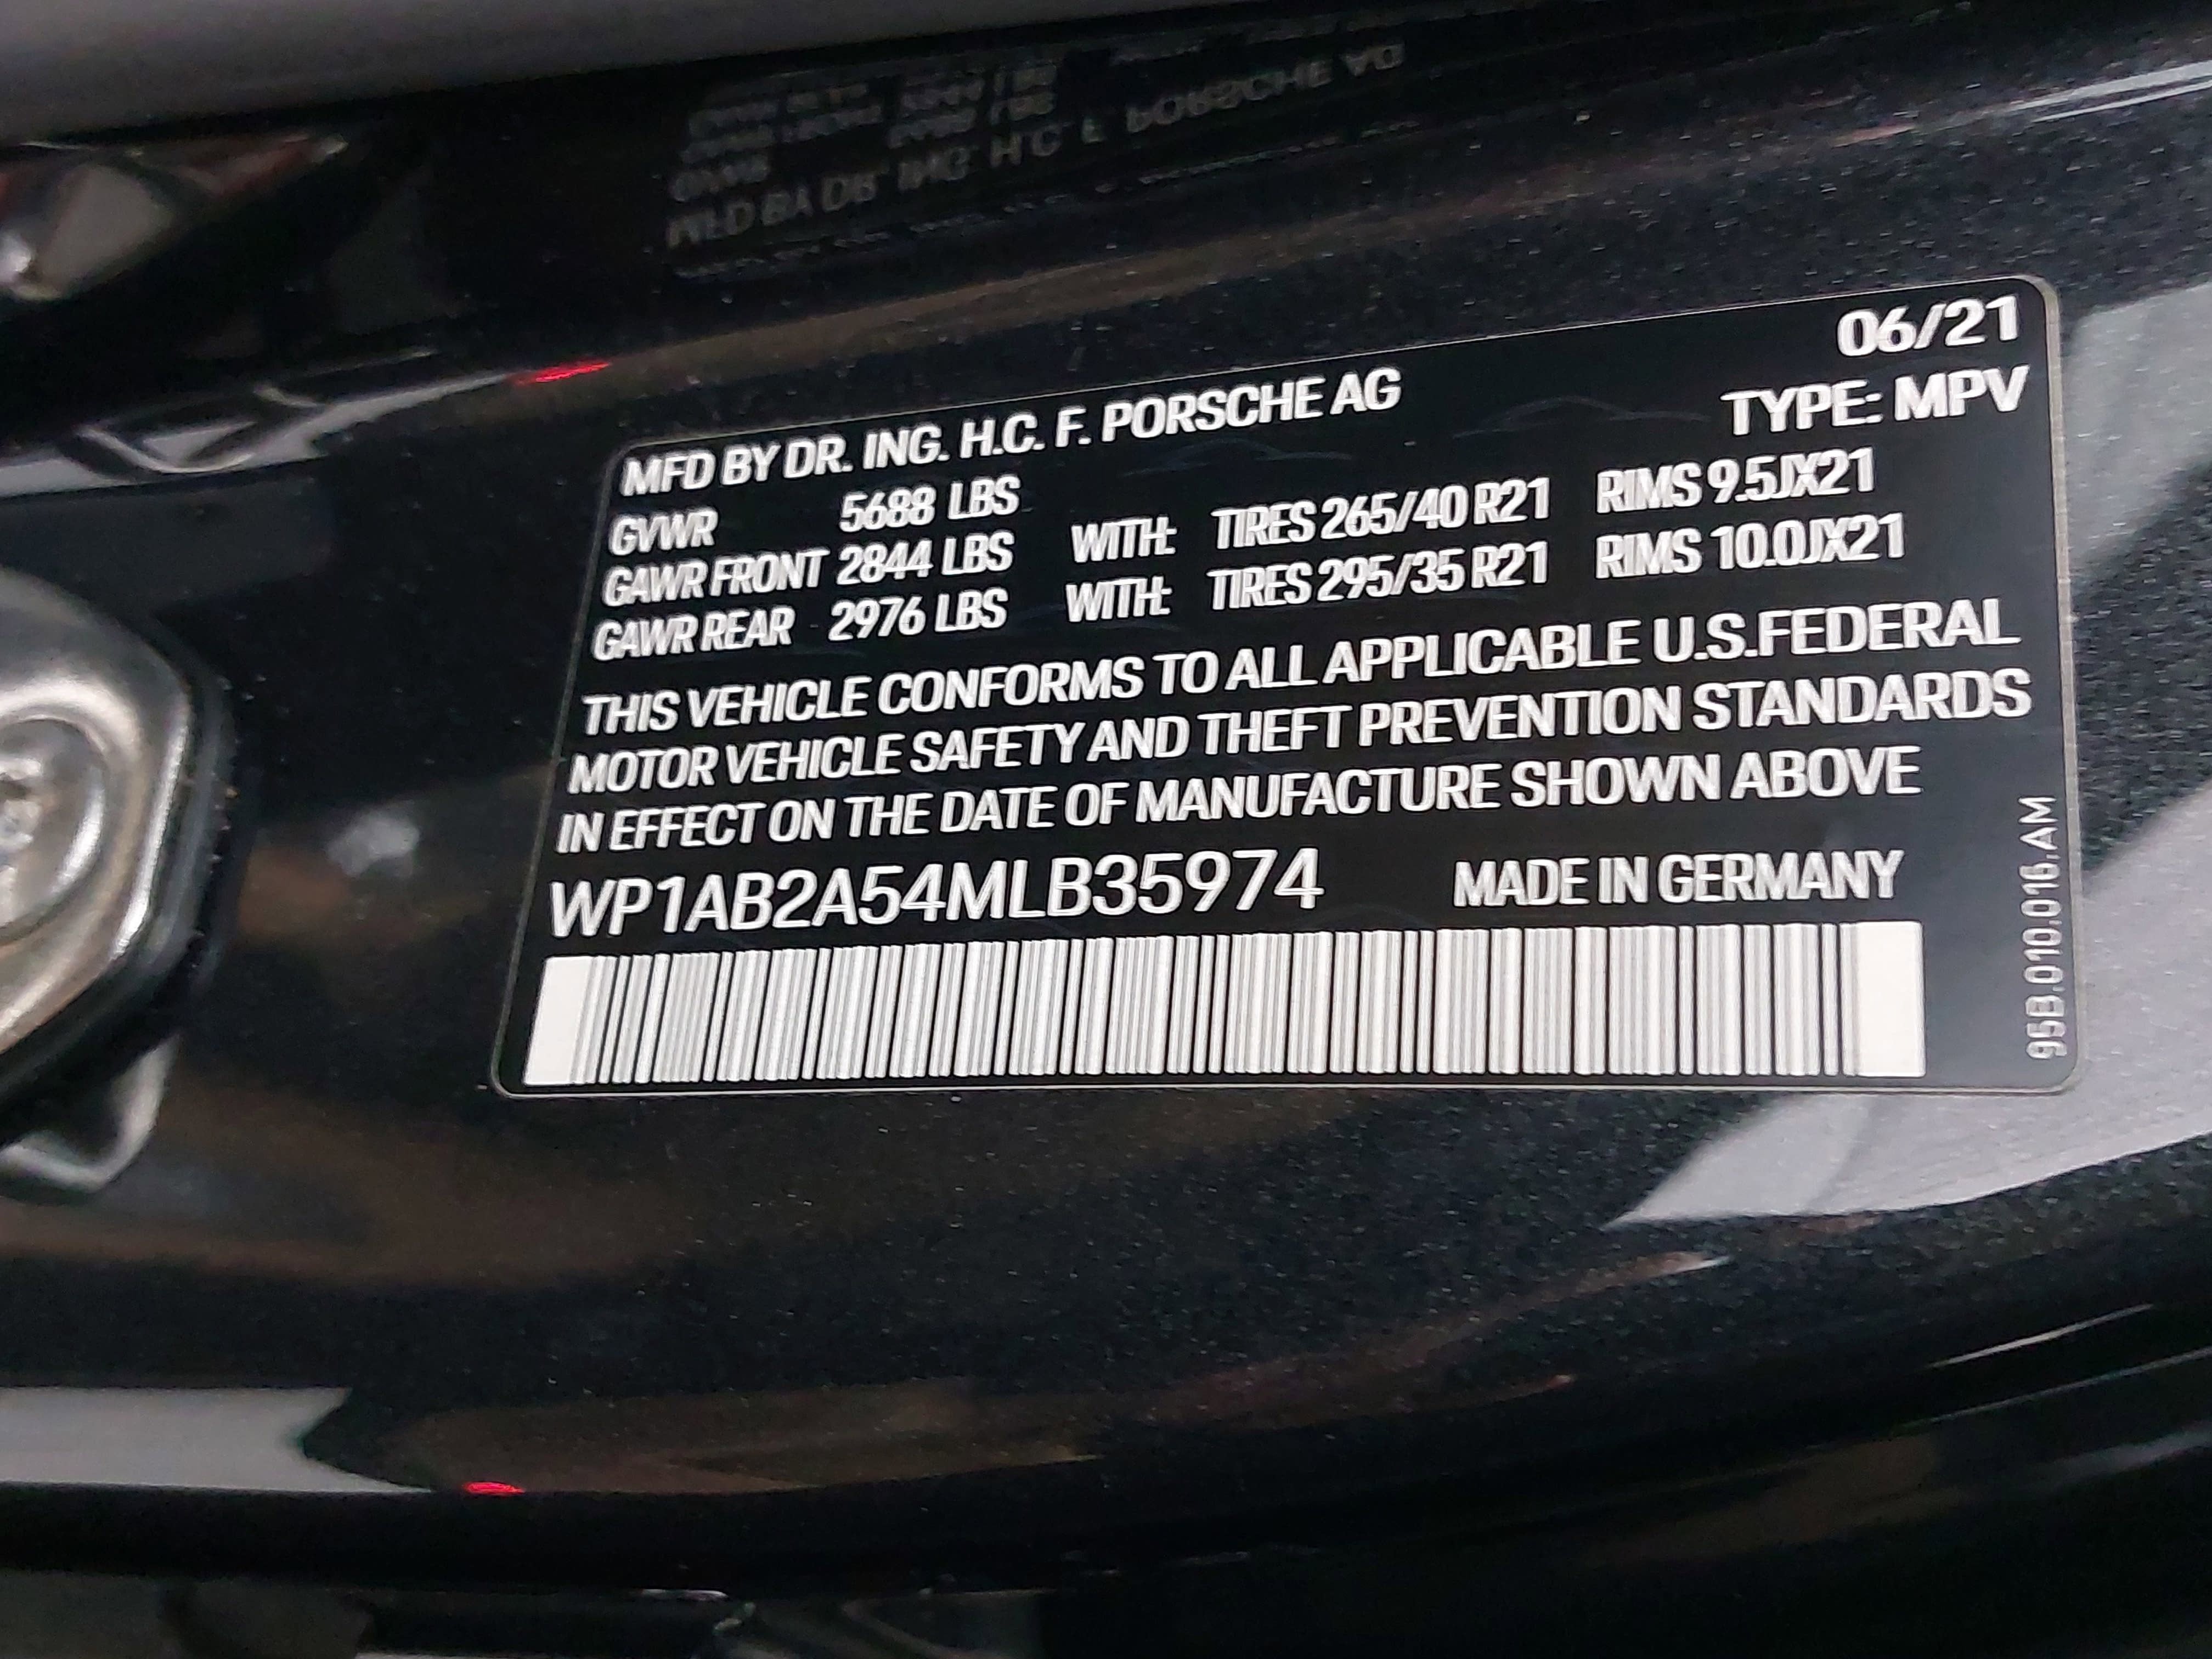 06/21
MFD BY DR. ING. H.C. F. PORSCHE AG
TYPE: MPV
GVWR 5688 LBS
GAWR FRONT 2844 LBS WITH: TIRES 265/40 R21 RIMS 9.5JX21
GAWR REAR 2976 LBS WITH: TIRES 295/35 R21 RIMS 10.0JX21
THIS VEHICLE CONFORMS TO ALL APPLICABLE U.S.FEDERAL
MOTOR VEHICLE SAFETY AND THEFT PREVENTION STANDARDS
IN EFFECT ON THE DATE OF MANUFACTURE SHOWN ABOVE
WP1AB2A54MLB35974 MADE IN GERMANY
95B.010.016.AM